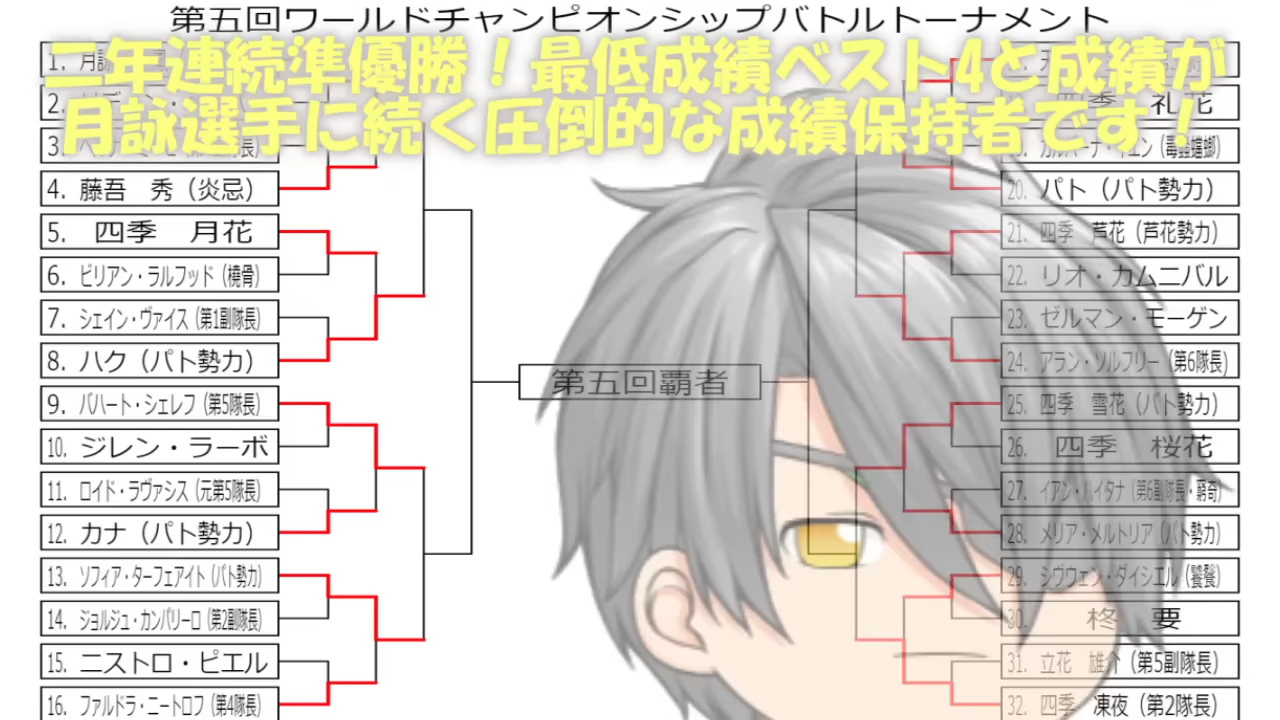 第五回ワールドチャンピオンシップバトルトーナメント
二年連続準優勝!最低成績ベスト4と成績が
月詠選手に続く圧倒的な成績保持者です!
1. 月詠
2.
3.
4. 藤吾 秀(炎忌)
5. 四季 月花
6. ビリアン・ラルフッド(橈骨)
7. シェイン・ヴァイス(第1副隊長)
8. ハク(パト勢力)
9. バハート・シェレフ(第5隊長)
10. ジレン・ラーボ
11. ロイド・ラヴァシス(元第5隊長)
12. カナ(パト勢力)
13. ソフィア・ターフェアイト(パト勢力)
14. ジョルジュ・カンパリーロ(第2副隊長)
15. ニストロ・ピエル
16. ファルドラ・ニートロフ(第4隊長)
第五回覇者
四季 礼花
20. パト(パト勢力)
21. 四季 芦花(芦花勢力)
22. リオ・カムニバル
23. ゼルマン・モーゲン
24. アラン・ソルフリー(第6隊長)
25. 四季 雪花(パト勢力)
26. 四季 桜花
27. イアン・ハイタナ(第6副隊長・窮奇)
28. メリア・メルトリア(パト勢力)
29. シヴウェン・ダイシエル(饕餮)
30. 柊 要
31. 立花 雄介(第5副隊長)
32. 四季 凍夜(第2隊長)